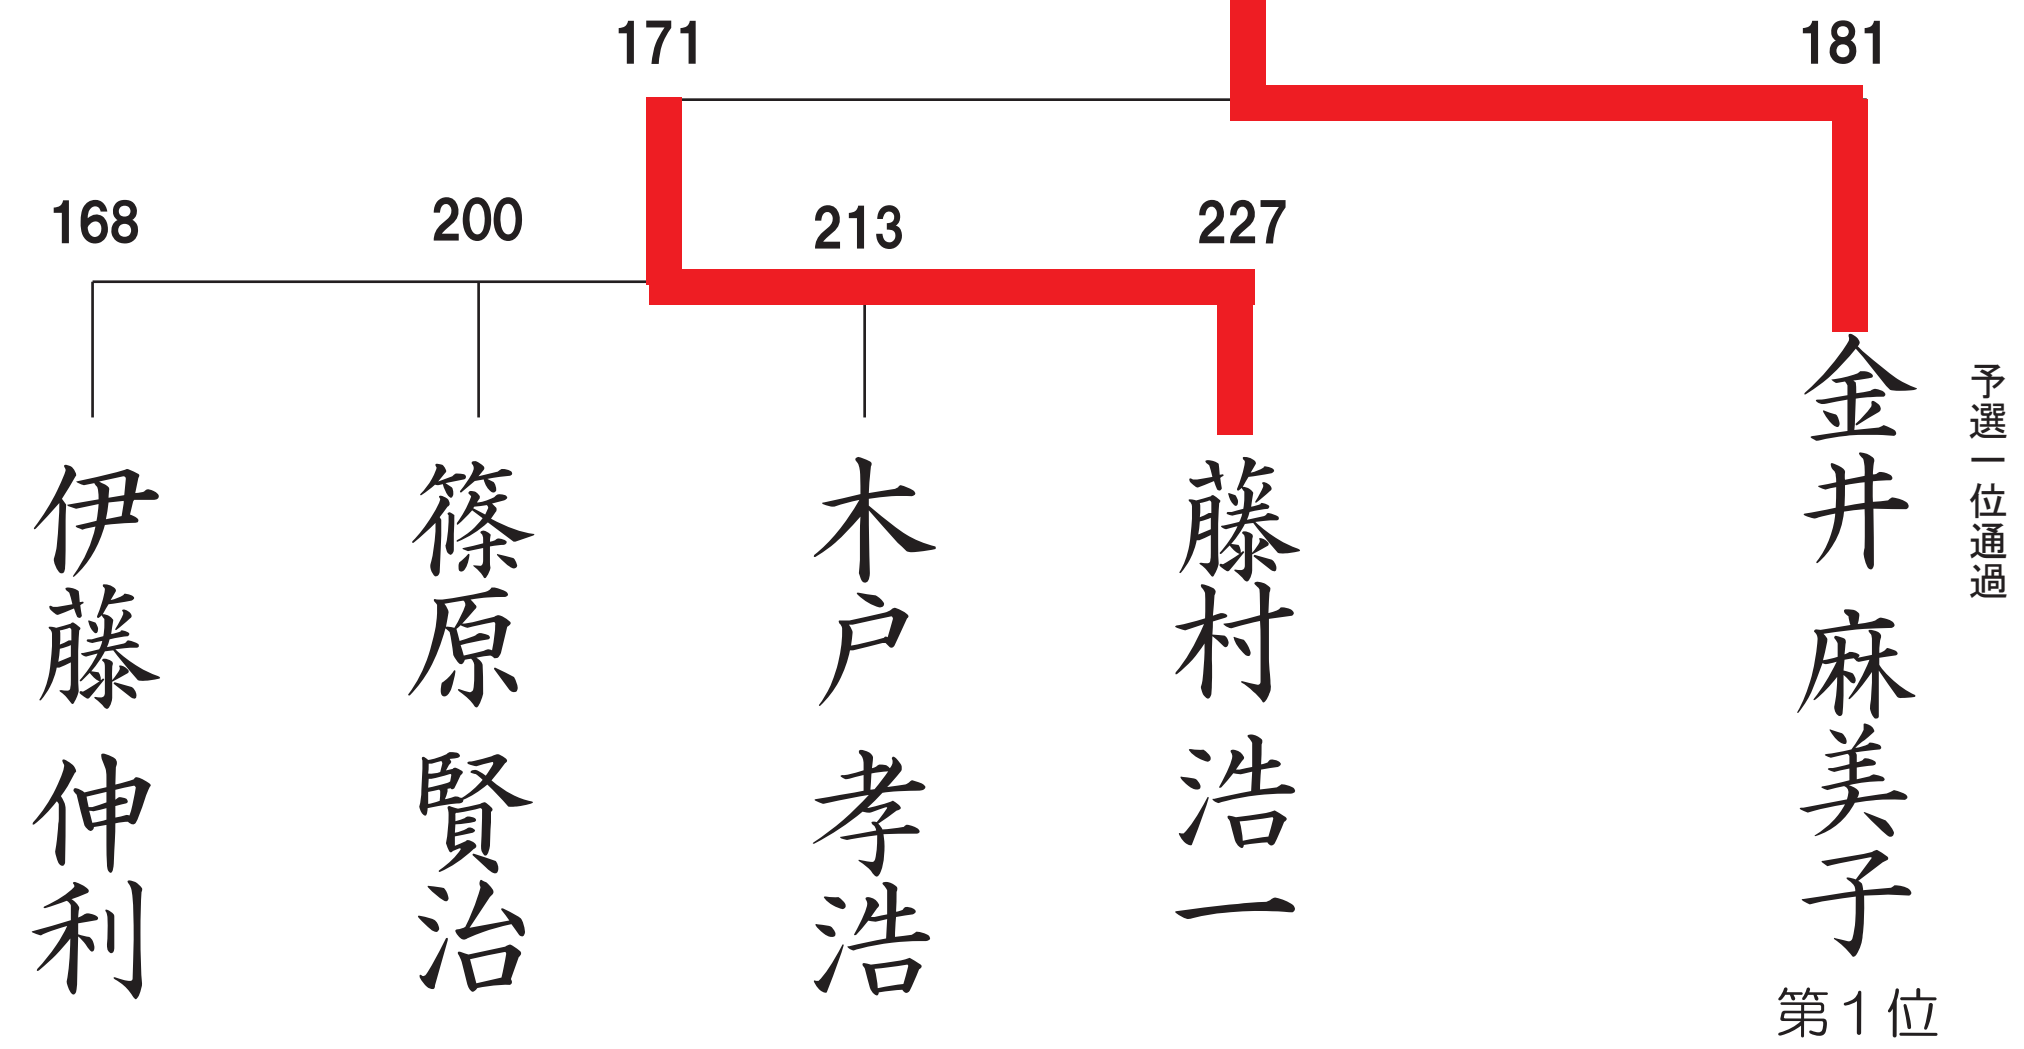 171
181
168
200
213
227
伊藤 伸利
篠原 賢治
木戸 孝浩
藤村 浩一
金井 麻美子
予選一位通過
第1位